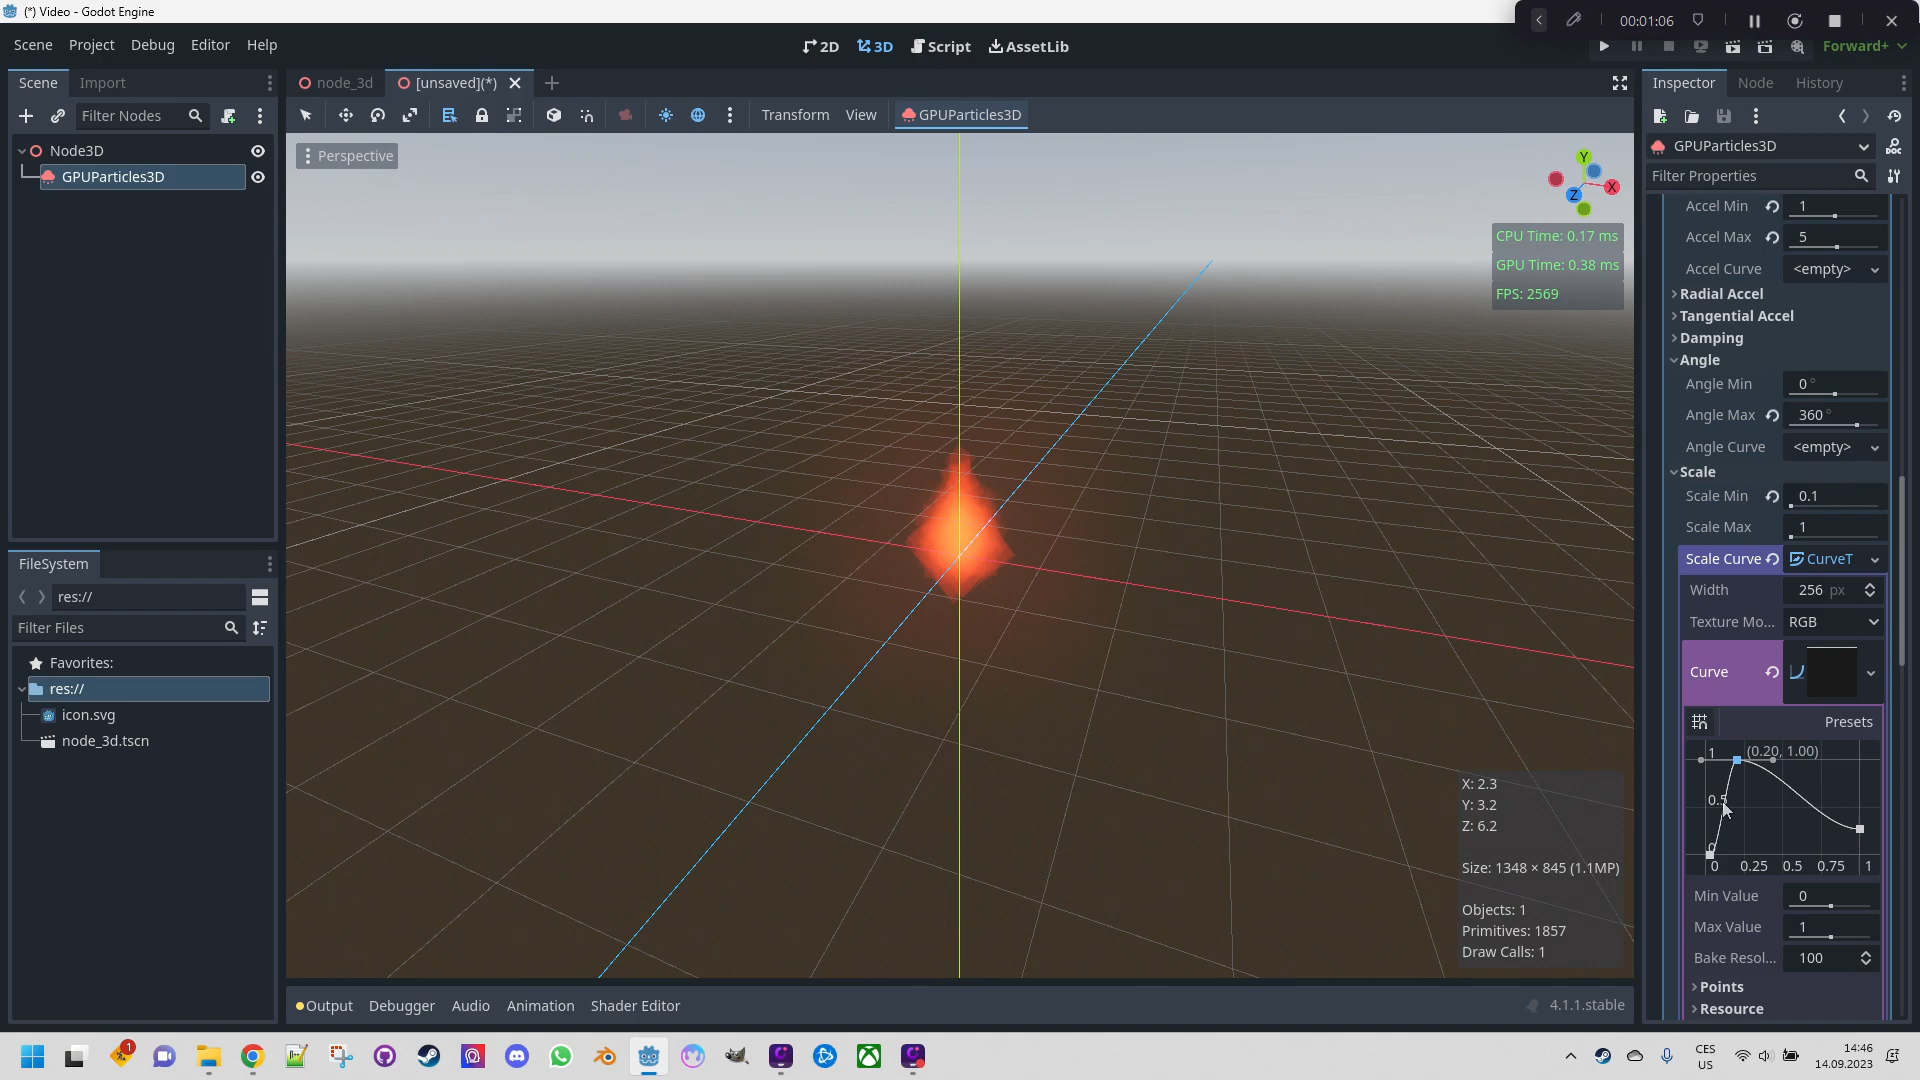 (*) Video - Godot Engine
00:01:06
Scene Project Debug Editor Help
2D 3D Script AssetLib
Forward+
Scene Import
node_3d [unsaved](*)
Inspector Node History
Filter Nodes
Transform View GPUParticles3D
GPUParticles3D
Filter Properties
Node3D
GPUParticles3D
Perspective
Y
X
Z
CPU Time: 0.17 ms
GPU Time: 0.38 ms
FPS: 2569
Accel Min 1
Accel Max 5
Accel Curve <empty>
Radial Accel
Tangential Accel
Damping
Angle
Angle Min 0 °
Angle Max 360 °
Angle Curve <empty>
Scale
Scale Min 0.1
Scale Max 1
Scale Curve CurveT
Width 256 px
Texture Mo... RGB
Curve
Presets
1 (0.20, 1.00)
0.5
0
0 0.25 0.5 0.75 1
Min Value 0
Max Value 1
Bake Resol... 100
Points
Resource
FileSystem
res://
Filter Files
Favorites:
res://
icon.svg
node_3d.tscn
X: 2.3
Y: 3.2
Z: 6.2
Size: 1348 × 845 (1.1MP)
Objects: 1
Primitives: 1857
Draw Calls: 1
Output Debugger Audio Animation Shader Editor
4.1.1.stable
1
CES
US
14:46
14.09.2023